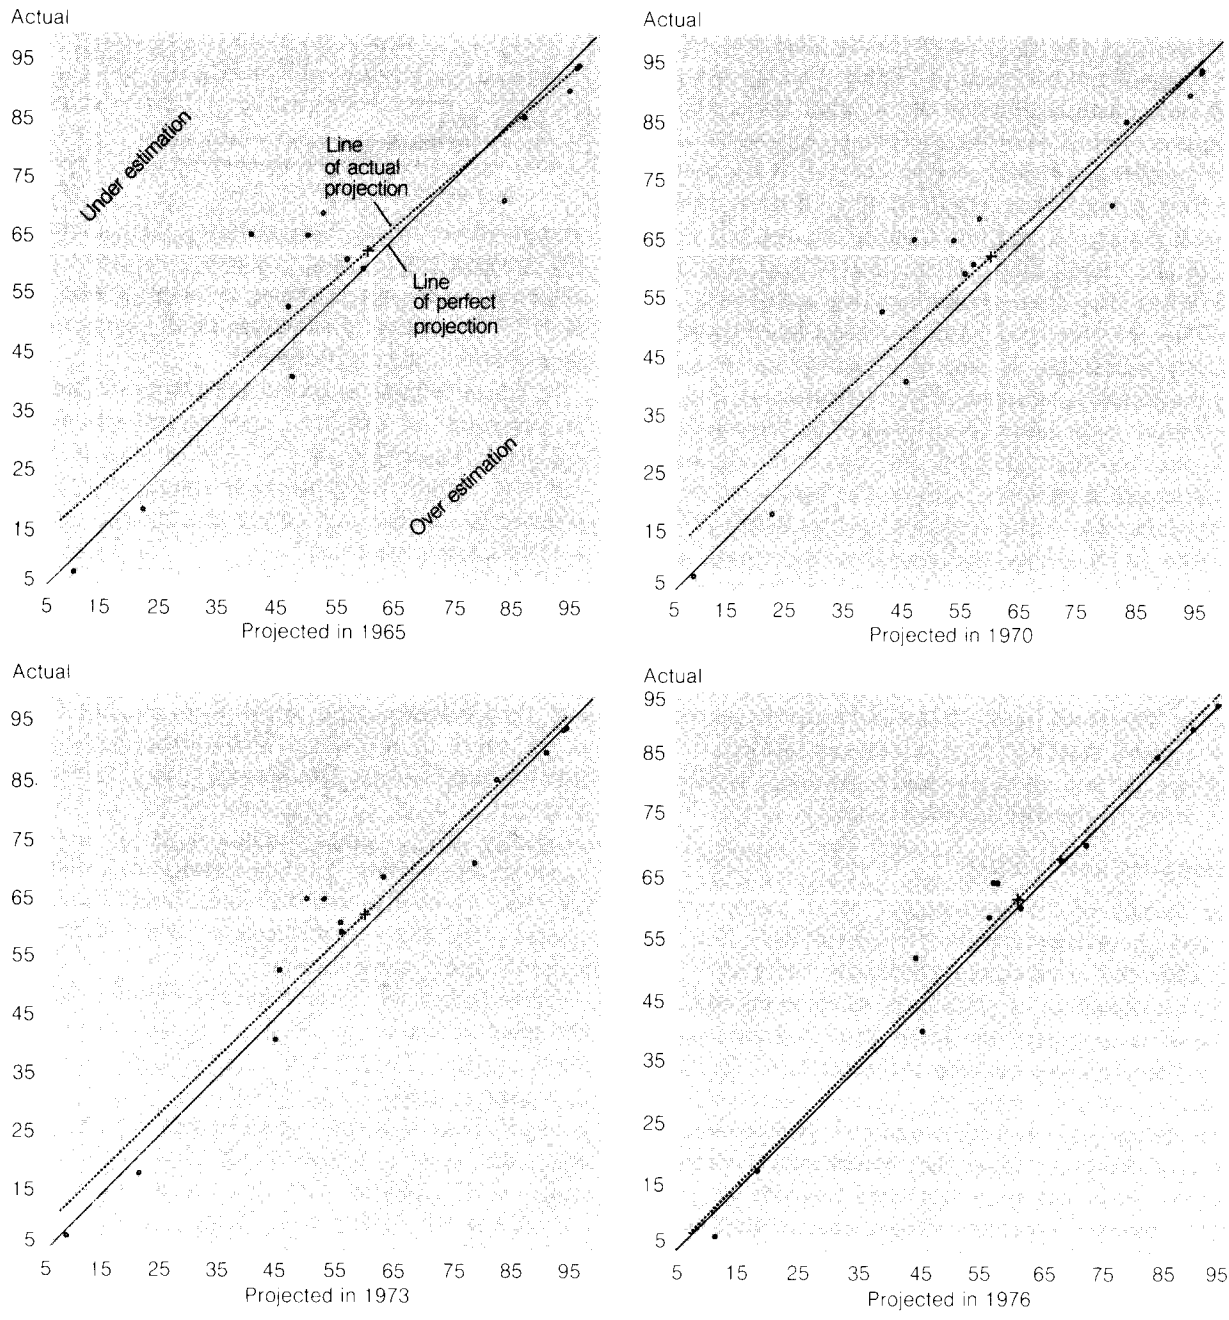 Actual
95
85
75
65
55
45
35
25
15
5
Under estimation
Line
of actual
projection
Line
of perfect
projection
Over estimation
5 15 25 35 45 55 65 75 85 95
Projected in 1965
Actual
95
85
75
65
55
45
35
25
15
5
5 15 25 35 45 55 65 75 85 95
Projected in 1970
Actual
95
85
75
65
55
45
35
25
15
5
5 15 25 35 45 55 65 75 85 95
Projected in 1973
Actual
95
85
75
65
55
45
35
25
15
5
5 15 25 35 45 55 65 75 85 95
Projected in 1976